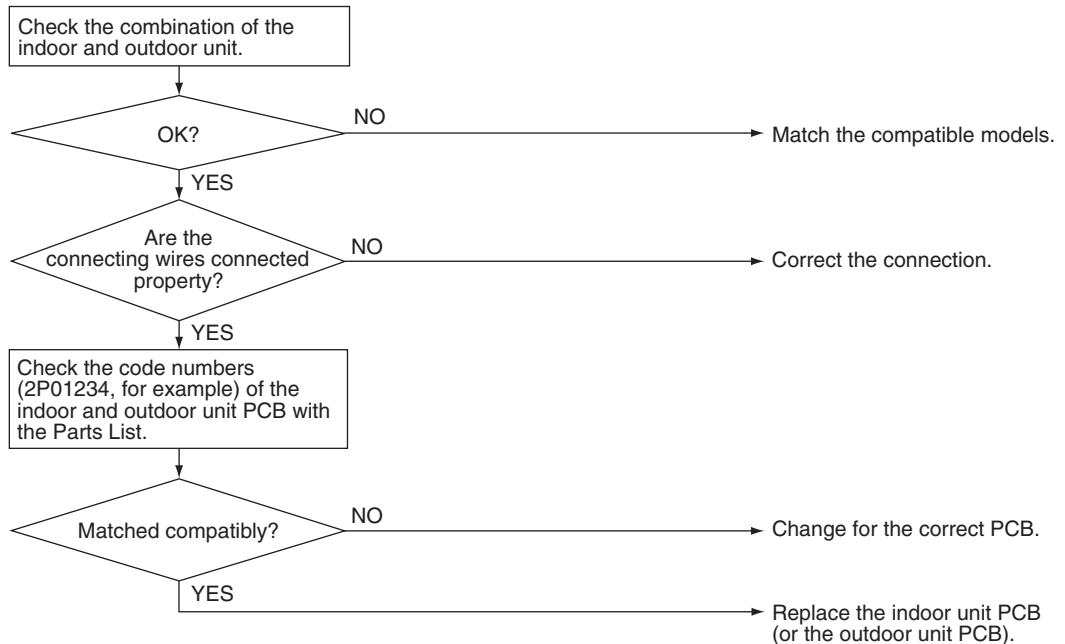 Check the combination of the
indoor and outdoor unit.
OK?
NO
Match the compatible models.
YES
Are the
connecting wires connected
property?
NO
Correct the connection.
YES
Check the code numbers
(2P01234, for example) of the
indoor and outdoor unit PCB with
the Parts List.
Matched compatibly?
NO
Change for the correct PCB.
YES
Replace the indoor unit PCB
(or the outdoor unit PCB).